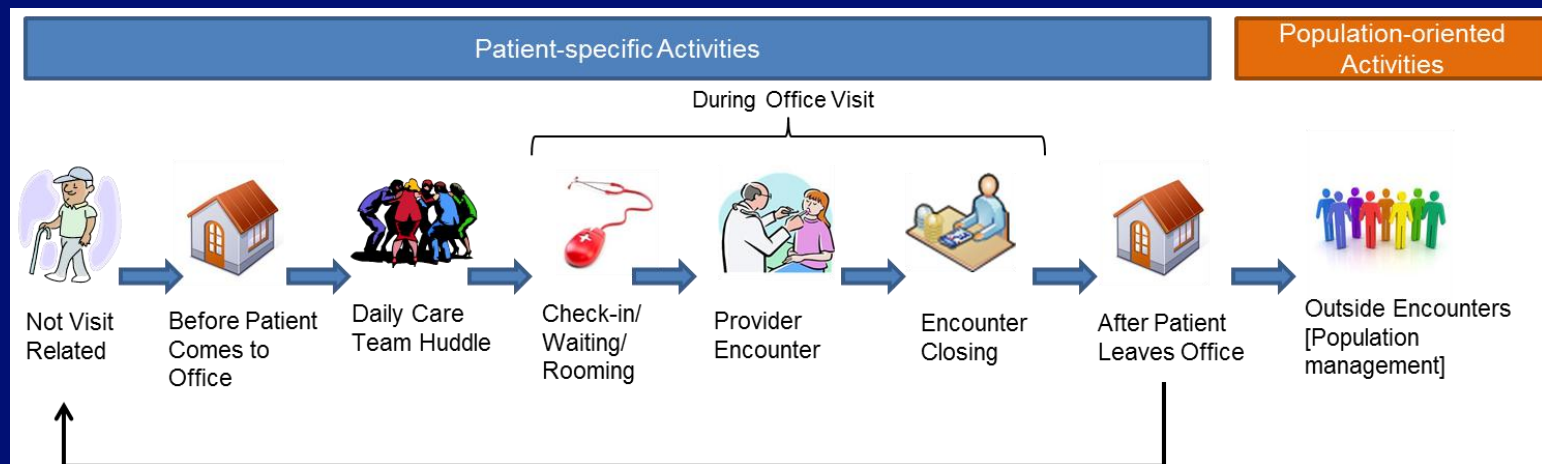 Patient-specific Activities
Population-oriented
Activities
During Office Visit
Not Visit
Related
Before Patient
Comes to
Office
Daily Care
Team Huddle
Check-in/
Waiting/
Rooming
Provider
Encounter
Encounter
Closing
After Patient
Leaves Office
Outside Encounters
[Population
management]